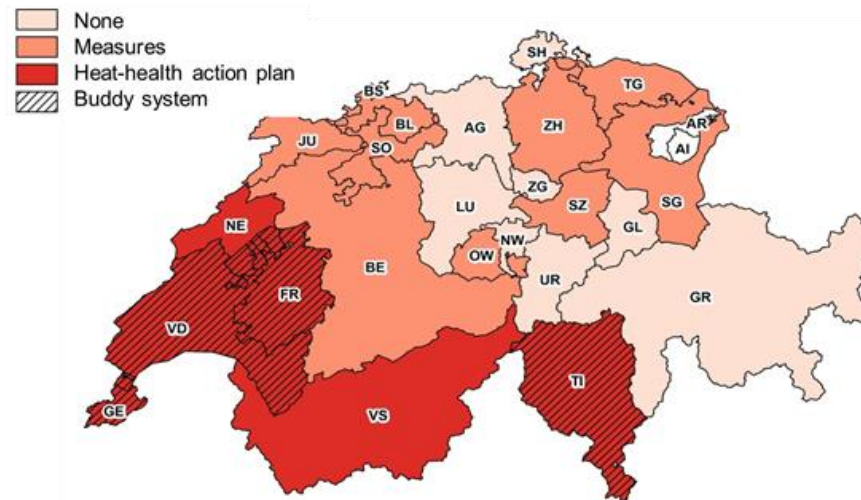 None
Measures
Heat-health action plan
Buddy system
SH
BS
BL
AG
ZH
TG
AR
AI
JU
SO
ZG
LU
SZ
SG
NE
NW
GL
OW
BE
UR
FR
GR
VD
TI
GE
VS